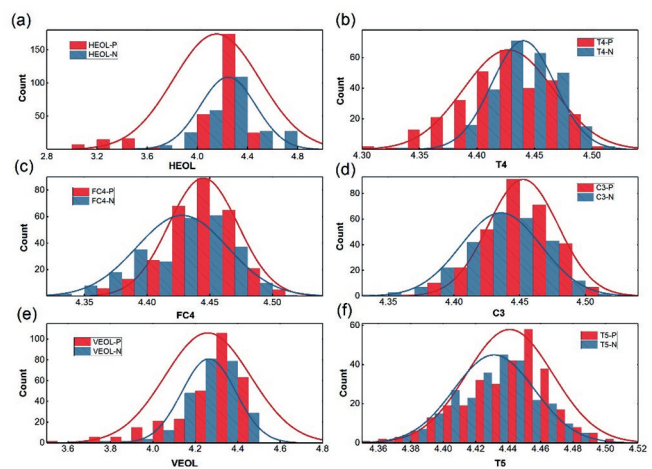 (a)
HEOL-P
HEOL-N
Count
150
100
50
2.8 3.2 3.6 4.0 4.4 4.8
HEOL
(b)
T4-P
T4-N
Count
60
40
20
4.30 4.35 4.40 4.45 4.50
T4
(c)
FC4-P
FC4-N
Count
80
60
40
20
4.35 4.40 4.45 4.50
FC4
(d)
C3-P
C3-N
Count
80
60
40
20
4.35 4.40 4.45 4.50
C3
(e)
VEOL-P
VEOL-N
Count
100
80
60
40
20
0
3.6 3.8 4.0 4.2 4.4 4.6 4.8
VEOL
(f)
T5-P
T5-N
Count
60
40
20
0
4.36 4.38 4.40 4.42 4.44 4.46 4.48 4.50 4.52
T5